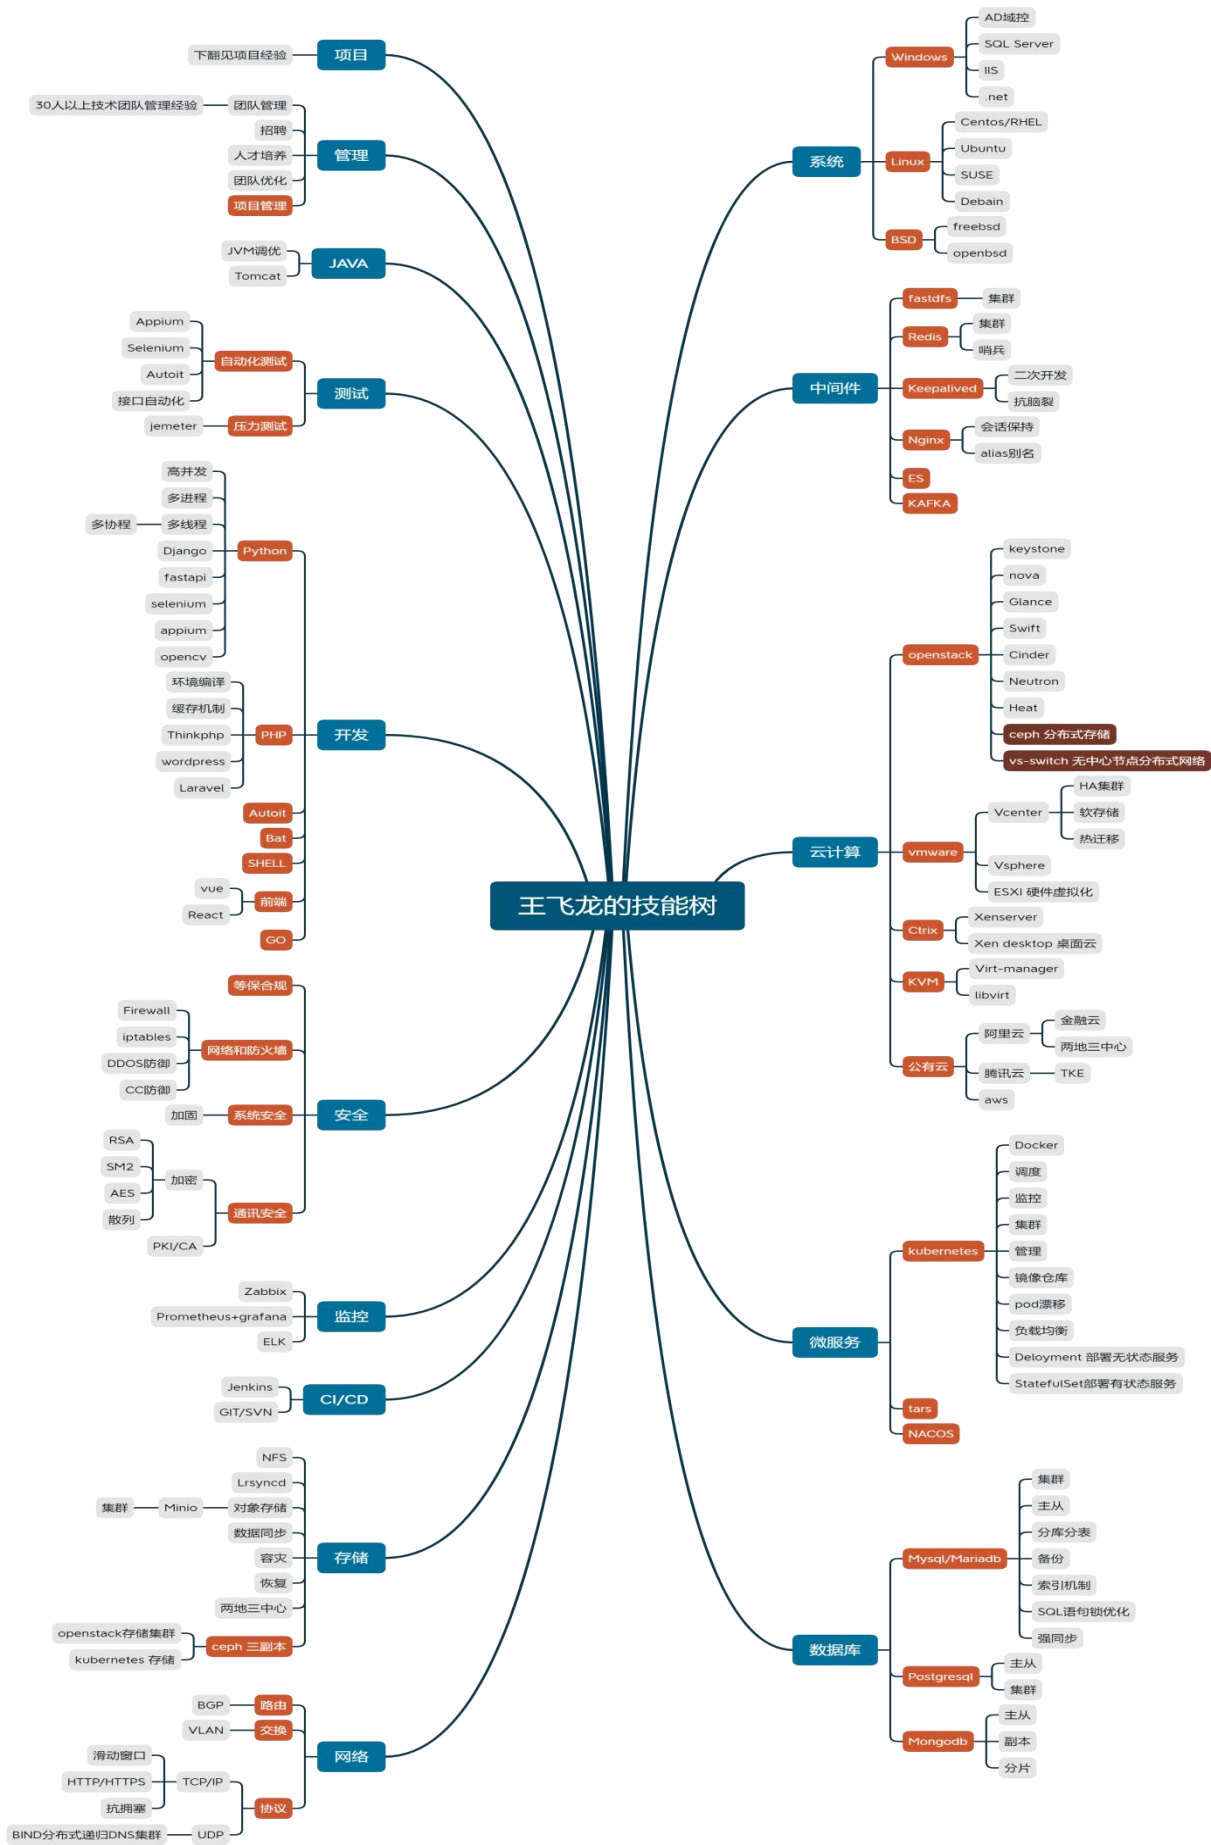 王飞龙的技能树
项目
下翻见项目经验
管理
团队管理
30人以上技术团队管理经验
招聘
人才培养
团队优化
项目管理
JAVA
JVM调优
Tomcat
测试
自动化测试
Appium
Selenium
Autoit
接口自动化
压力测试
jemeter
开发
Python
高并发
多进程
多线程
多协程
Django
fastapi
selenium
appium
opencv
PHP
环境编译
缓存机制
Thinkphp
wordpress
Laravel
Autoit
Bat
SHELL
前端
vue
React
GO
安全
等保合规
网络和防火墙
Firewall
iptables
DDOS防御
CC防御
系统安全
加固
通讯安全
加密
RSA
SM2
AES
散列
PKI/CA
监控
Zabbix
Prometheus+grafana
ELK
CI/CD
Jenkins
GIT/SVN
存储
NFS
Lrsyncd
对象存储
Minio
集群
数据同步
容灾
恢复
两地三中心
ceph 三副本
openstack存储集群
kubernetes 存储
网络
路由
BGP
交换
VLAN
协议
TCP/IP
滑动窗口
HTTP/HTTPS
抗拥塞
UDP
BIND分布式递归DNS集群
系统
Windows
AD域控
SQL Server
IIS
.net
Linux
Centos/RHEL
Ubuntu
SUSE
Debain
BSD
freebsd
openbsd
中间件
fastdfs
集群
Redis
集群
哨兵
Keepalived
二次开发
抗脑裂
Nginx
会话保持
alias别名
ES
KAFKA
云计算
openstack
keystone
nova
Glance
Swift
Cinder
Neutron
Heat
ceph 分布式存储
vs-switch 无中心节点分布式网络
vmware
Vcenter
HA集群
软存储
热迁移
Vsphere
ESXI 硬件虚拟化
Ctrix
Xenserver
Xen desktop 桌面云
KVM
Virt-manager
libvirt
公有云
阿里云
金融云
两地三中心
腾讯云
TKE
aws
微服务
kubernetes
Docker
调度
监控
集群
管理
镜像仓库
pod漂移
负载均衡
Deloyment 部署无状态服务
StatefulSet部署有状态服务
tars
NACOS
数据库
Mysql/Mariadb
集群
主从
分库分表
备份
索引机制
SQL语句锁优化
强同步
Postgresql
主从
集群
Mongodb
主从
副本
分片